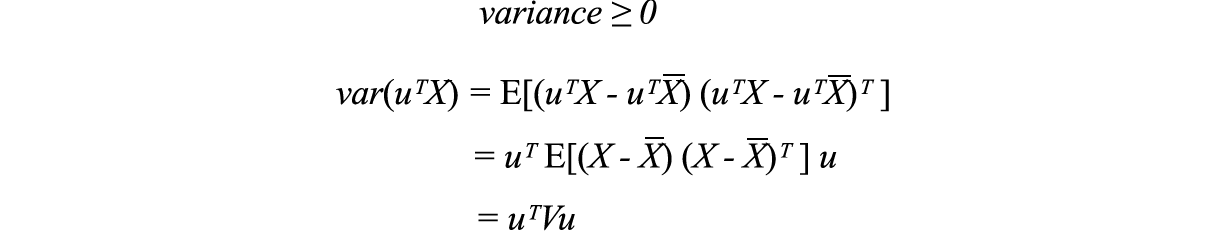 variance ≥ 0
var(uᵀX) = E[(uᵀX - uᵀX̅) (uᵀX - uᵀX̅)ᵀ ]
= uᵀ E[(X - X̅) (X - X̅)ᵀ ] u
= uᵀVu